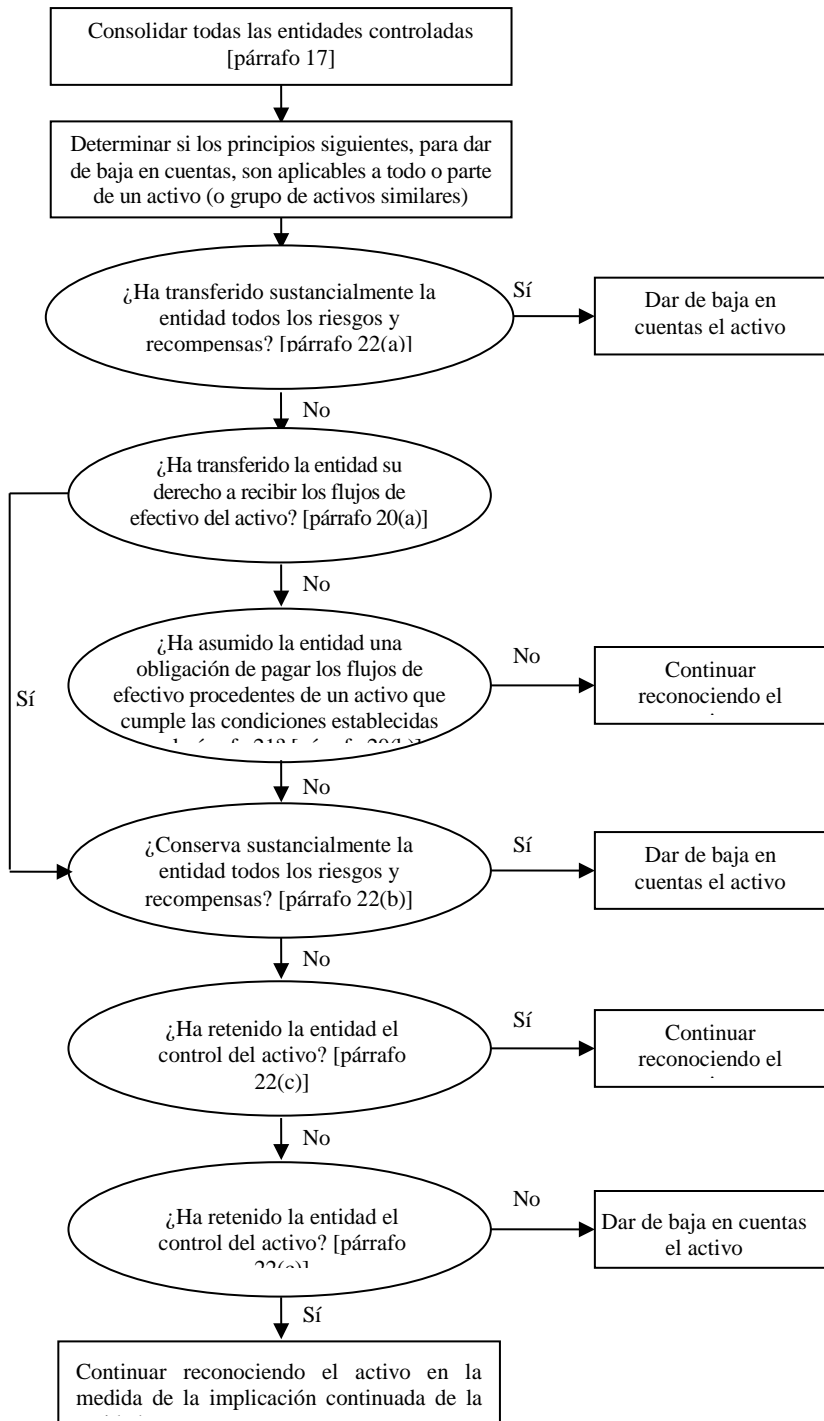 Consolidar todas las entidades controladas
[párrafo 17]
Determinar si los principios siguientes, para dar
de baja en cuentas, son aplicables a todo o parte
de un activo (o grupo de activos similares)
¿Ha transferido sustancialmente la
entidad todos los riesgos y
recompensas? [párrafo 22(a)]
Sí
Dar de baja en
cuentas el activo
No
¿Ha transferido la entidad su
derecho a recibir los flujos de
efectivo del activo? [párrafo 20(a)]
No
¿Ha asumido la entidad una
obligación de pagar los flujos de
efectivo procedentes de un activo que
cumple las condiciones establecidas
No
Continuar
reconociendo el
Sí
No
¿Conserva sustancialmente la
entidad todos los riesgos y
recompensas? [párrafo 22(b)]
Sí
Dar de baja en
cuentas el activo
No
¿Ha retenido la entidad el
control del activo? [párrafo
22(c)]
Sí
Continuar
reconociendo el
No
¿Ha retenido la entidad el
control del activo? [párrafo
No
Dar de baja en cuentas
el activo
Sí
Continuar reconociendo el activo en la
medida de la implicación continuada de la